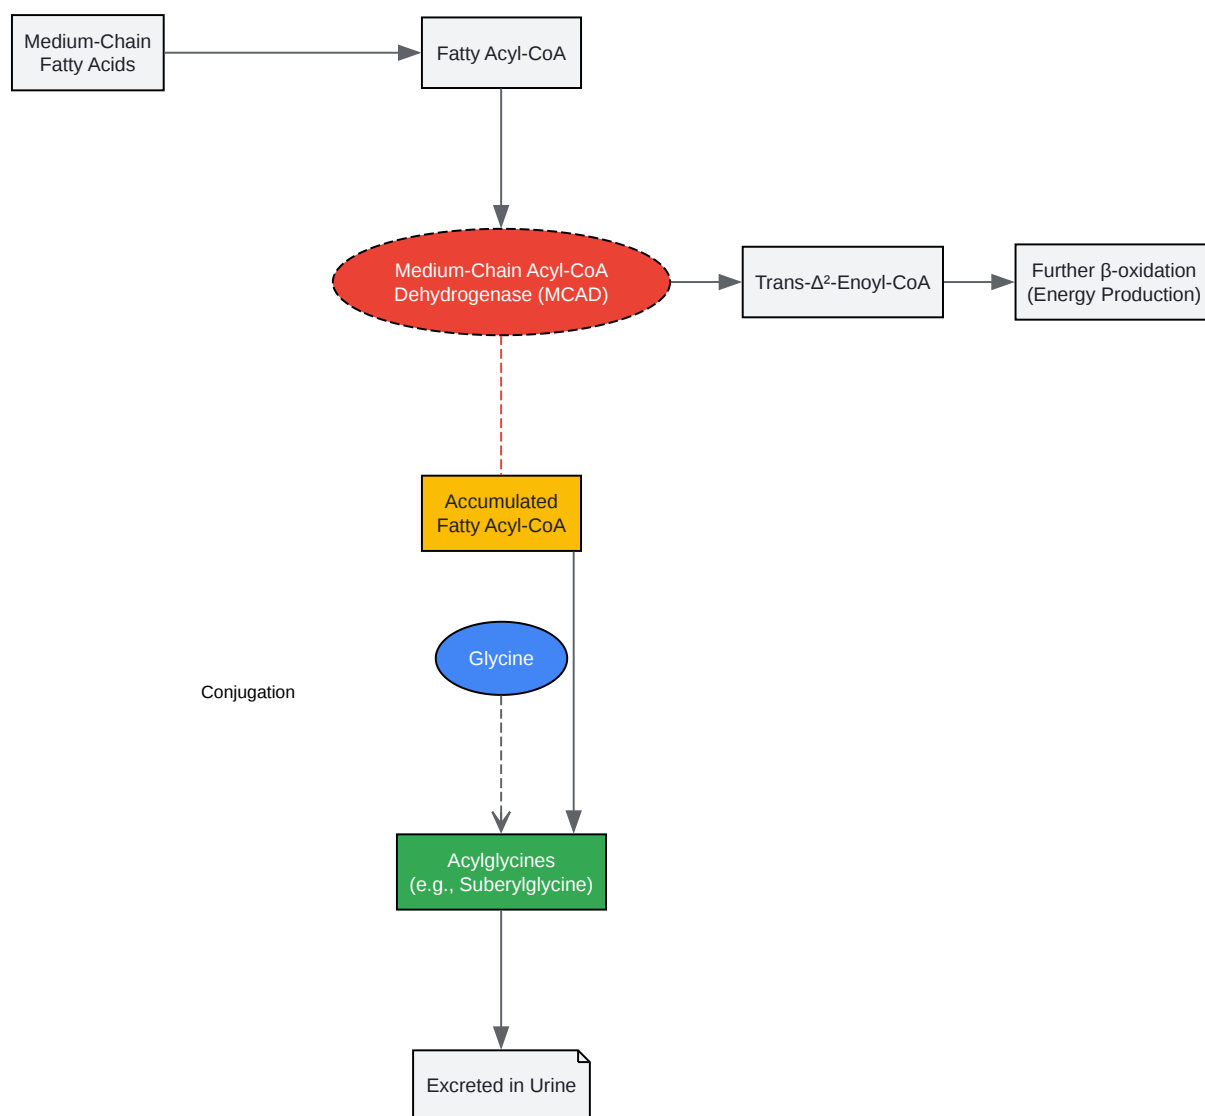 Medium-Chain
Fatty Acids
Fatty Acyl-CoA
Medium-Chain Acyl-CoA
Dehydrogenase (MCAD)
Trans-Δ²-Enoyl-CoA
Further β-oxidation
(Energy Production)
Accumulated
Fatty Acyl-CoA
Glycine
Conjugation
Acylglycines
(e.g., Suberylglycine)
Excreted in Urine